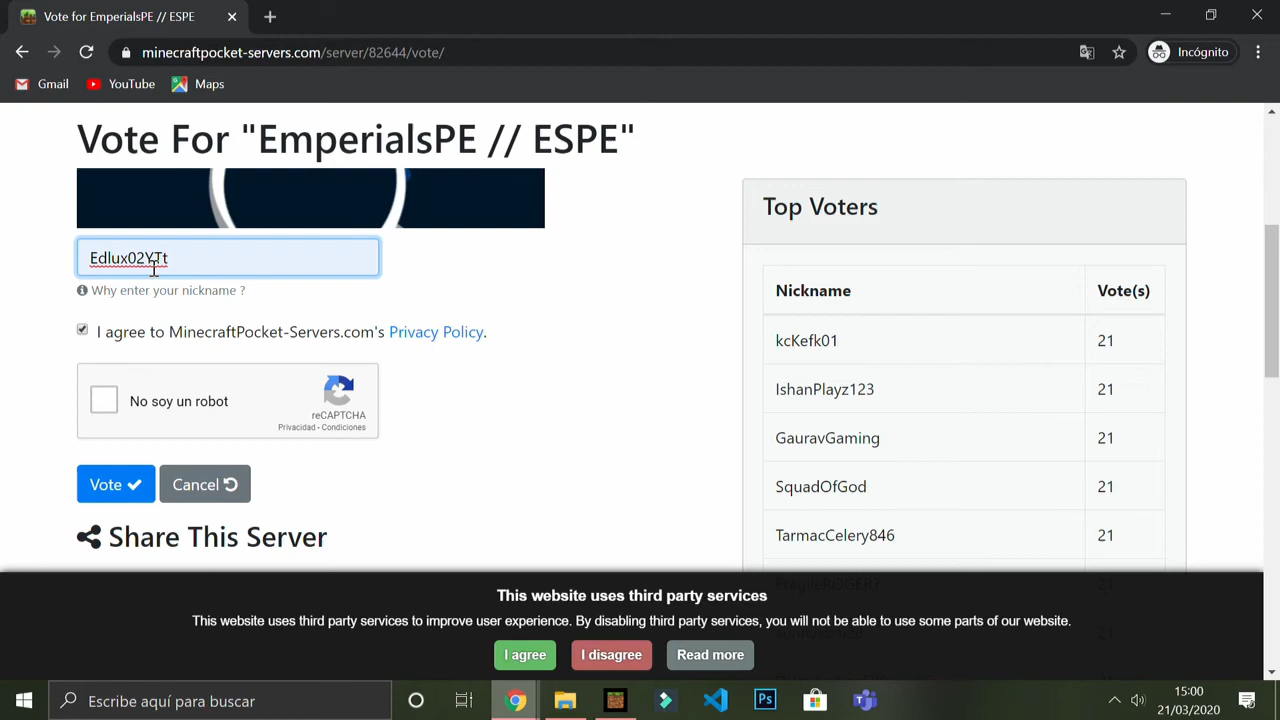 Vote for EmperialsPE // ESPE
minecraftpocket-servers.com/server/82644/vote/
Incógnito
Gmail
YouTube
Maps
Vote For "EmperialsPE // ESPE"
Edlux02YTt
Why enter your nickname ?
I agree to MinecraftPocket-Servers.com's Privacy Policy.
No soy un robot
reCAPTCHA
Privacidad - Condiciones
Vote
Cancel
Share This Server
Top Voters
Nickname Vote(s)
kcKefk01 21
IshanPlayz123 21
GauravGaming 21
SquadOfGod 21
TarmacCelery846 21
FragileROGER? 21
This website uses third party services
This website uses third party services to improve user experience. By disabling third party services, you will not be able to use some parts of our website.
I agree
I disagree
Read more
Escribe aquí para buscar
Ps
15:00
21/03/2020